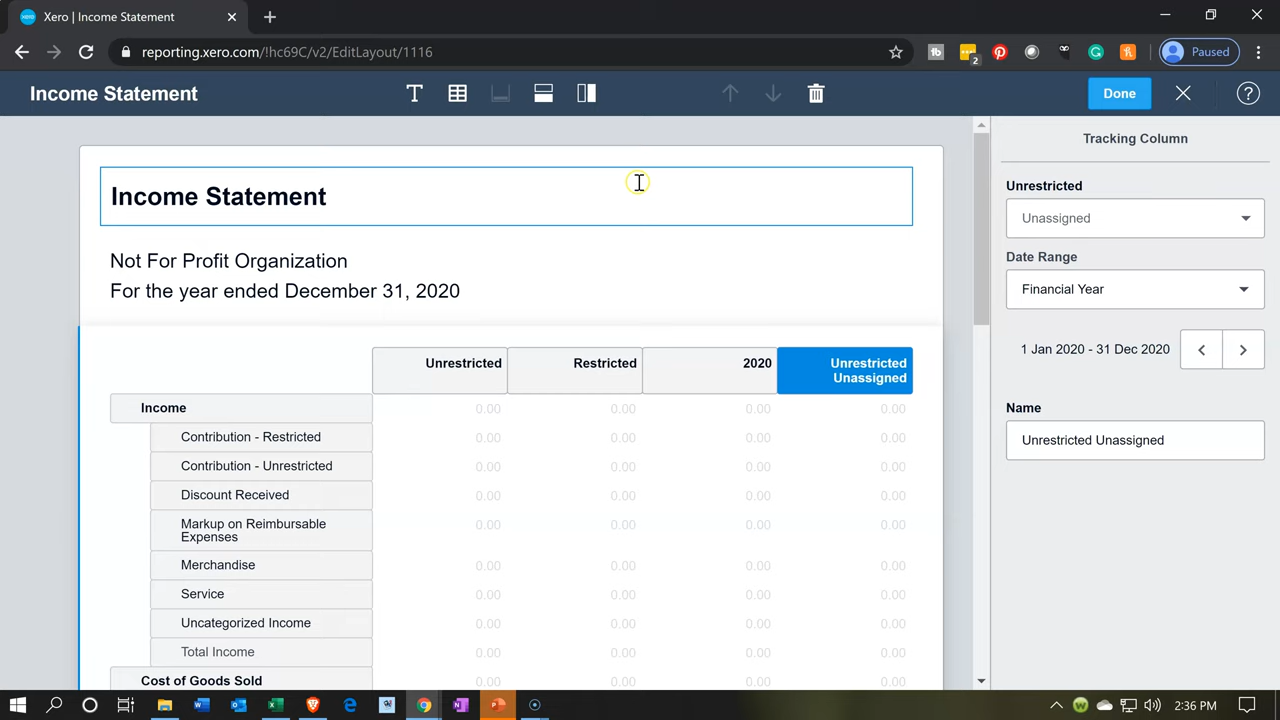 Xero | Income Statement
reporting.xero.com/!hc69C/v2/EditLayout/1116
2
Paused
Income Statement
Done
Income Statement
Not For Profit Organization
For the year ended December 31, 2020
Unrestricted Restricted 2020 Unrestricted
Unassigned
Income 0.00 0.00 0.00 0.00
Contribution - Restricted 0.00 0.00 0.00 0.00
Contribution - Unrestricted 0.00 0.00 0.00 0.00
Discount Received 0.00 0.00 0.00 0.00
Markup on Reimbursable 0.00 0.00 0.00 0.00
Expenses
Merchandise 0.00 0.00 0.00 0.00
Service 0.00 0.00 0.00 0.00
Uncategorized Income 0.00 0.00 0.00 0.00
Total Income 0.00 0.00 0.00 0.00
Cost of Goods Sold 0.00 0.00 0.00 0.00
Tracking Column
Unrestricted
Unassigned
Date Range
Financial Year
1 Jan 2020 - 31 Dec 2020
Name
Unrestricted Unassigned
2:36 PM